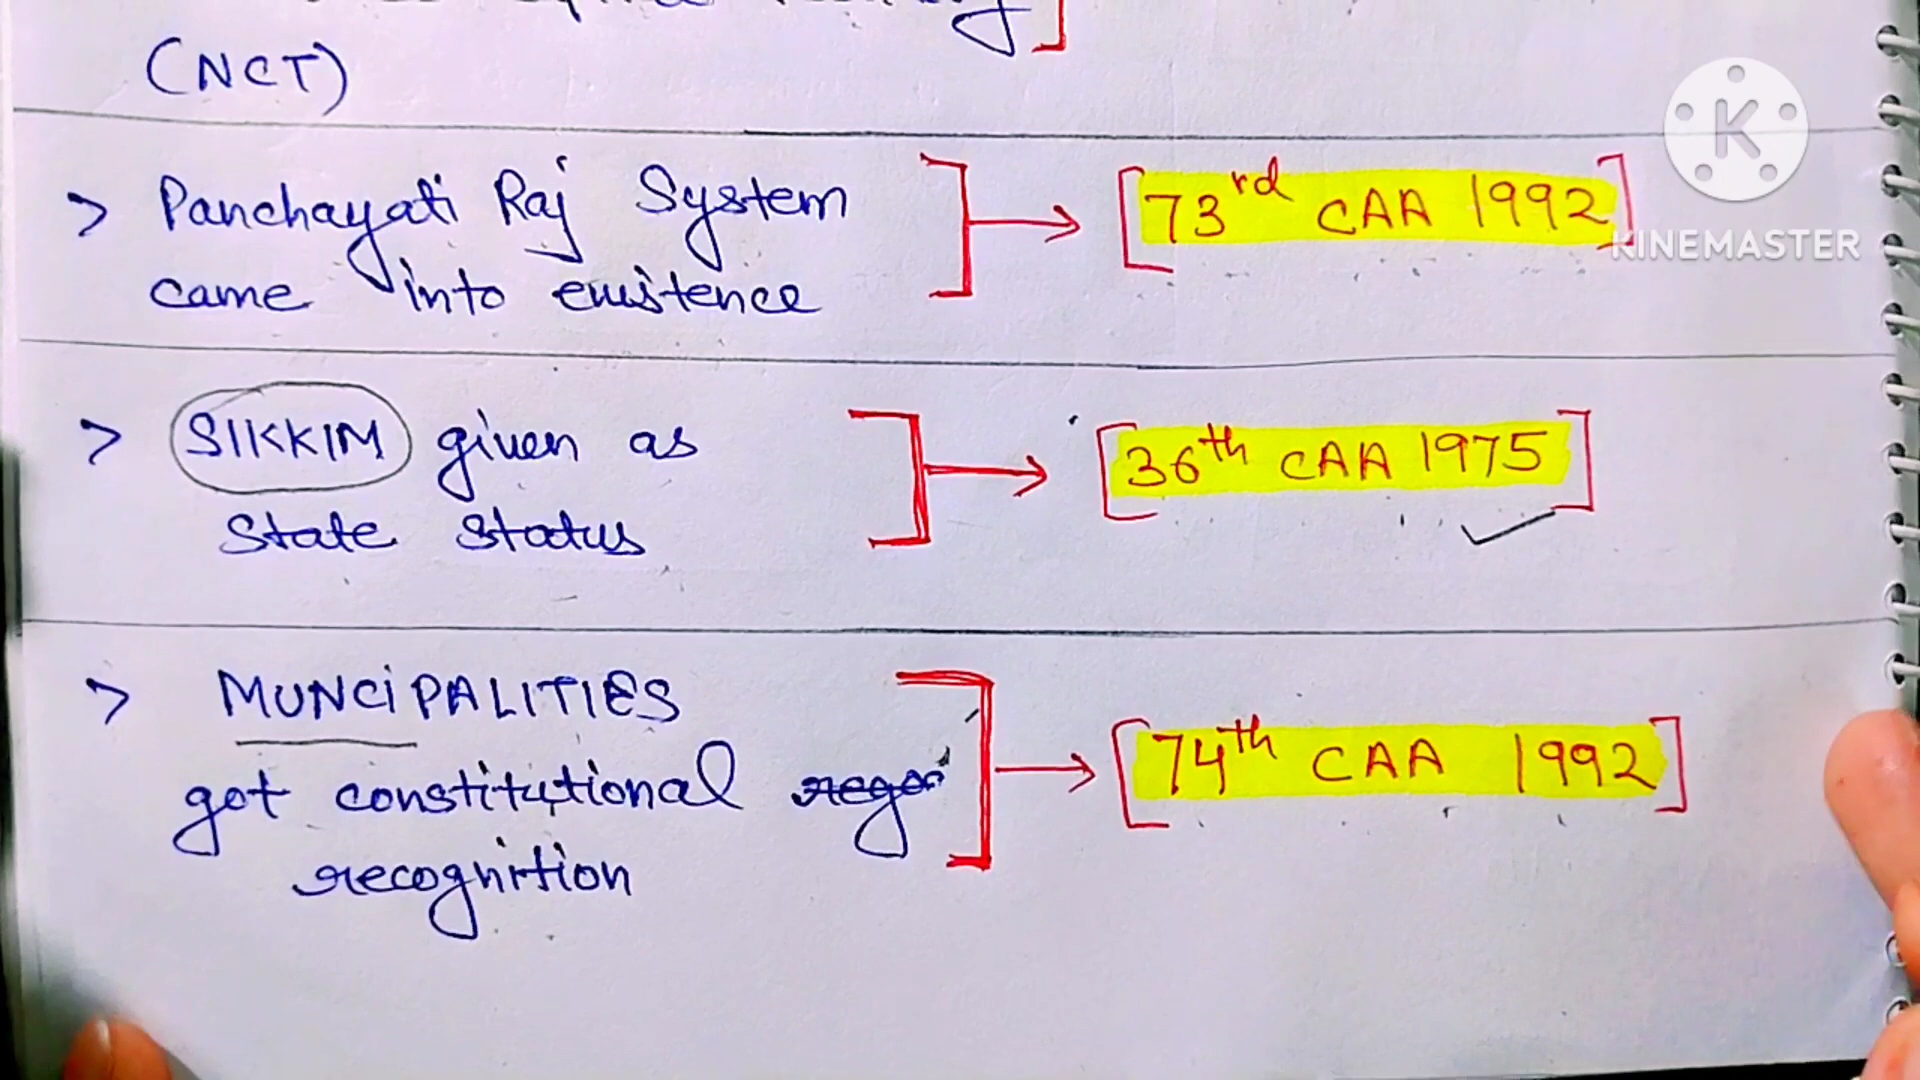 (NCT)
> Panchayati Raj System
came into existence
[73rd CAA 1992]
K
KINEMASTER
> SIKKIM given as
State status
[36th CAA 1975]
> MUNCiPALITIES
got constitutional
recognition
[74th CAA 1992]